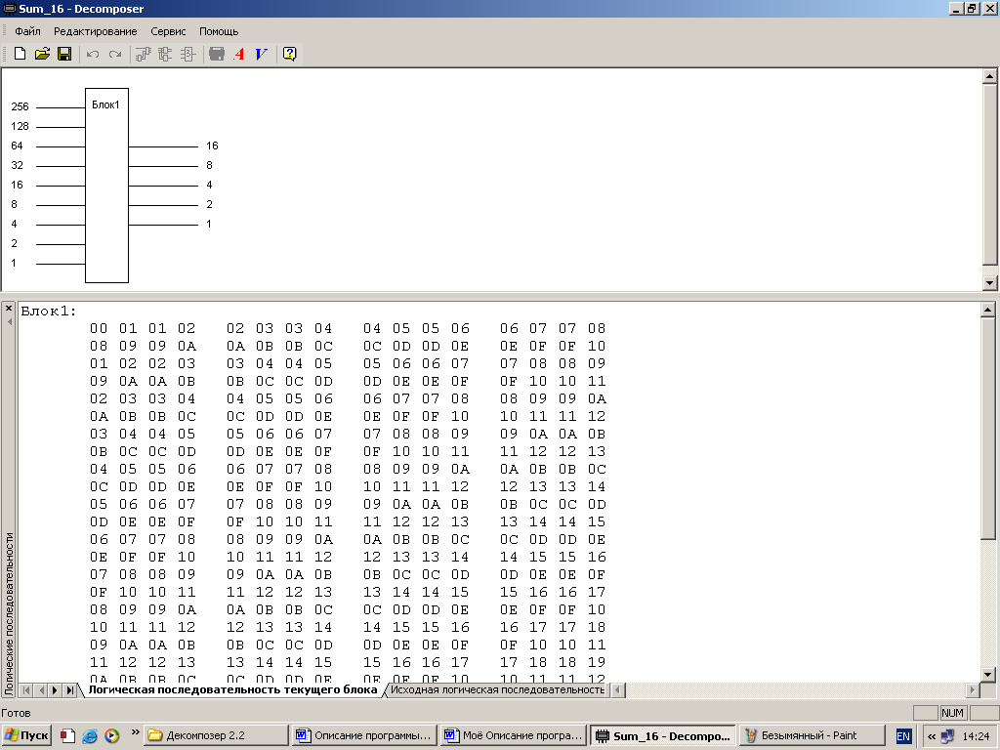 Sum_16 - Decomposer
Файл Редактирование Сервис Помощь
Блок1
256
128
64 16
32 8
16 4
8 2
4 1
2
1
Блок1:
00 01 01 02 02 03 03 04 04 05 05 06 06 07 07 08
08 09 09 0A 0A 0B 0B 0C 0C 0D 0D 0E 0E 0F 0F 10
01 02 02 03 03 04 04 05 05 06 06 07 07 08 08 09
09 0A 0A 0B 0B 0C 0C 0D 0D 0E 0E 0F 0F 10 10 11
02 03 03 04 04 05 05 06 06 07 07 08 08 09 09 0A
0A 0B 0B 0C 0C 0D 0D 0E 0E 0F 0F 10 10 11 11 12
03 04 04 05 05 06 06 07 07 08 08 09 09 0A 0A 0B
0B 0C 0C 0D 0D 0E 0E 0F 0F 10 10 11 11 12 12 13
04 05 05 06 06 07 07 08 08 09 09 0A 0A 0B 0B 0C
0C 0D 0D 0E 0E 0F 0F 10 10 11 11 12 12 13 13 14
05 06 06 07 07 08 08 09 09 0A 0A 0B 0B 0C 0C 0D
0D 0E 0E 0F 0F 10 10 11 11 12 12 13 13 14 14 15
06 07 07 08 08 09 09 0A 0A 0B 0B 0C 0C 0D 0D 0E
0E 0F 0F 10 10 11 11 12 12 13 13 14 14 15 15 16
07 08 08 09 09 0A 0A 0B 0B 0C 0C 0D 0D 0E 0E 0F
0F 10 10 11 11 12 12 13 13 14 14 15 15 16 16 17
08 09 09 0A 0A 0B 0B 0C 0C 0D 0D 0E 0E 0F 0F 10
10 11 11 12 12 13 13 14 14 15 15 16 16 17 17 18
09 0A 0A 0B 0B 0C 0C 0D 0D 0E 0E 0F 0F 10 10 11
11 12 12 13 13 14 14 15 15 16 16 17 17 18 18 19
0A 0B 0B 0C 0C 0D 0D 0E 0E 0F 0F 10 10 11 11 12
Логические последовательности
Логическая последовательность текущего блока Исходная логическая последовательность
Готов NUM
Пуск » Декомпозер 2.2 Описание программы... Моё Описание програ... Sum_16 - Decompo... Безымянный - Paint EN « 14:24